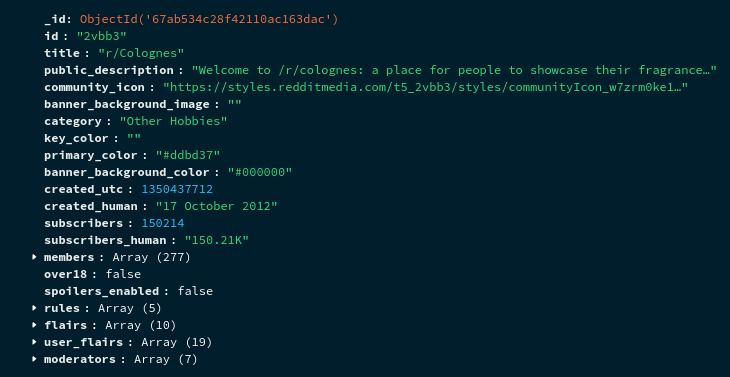 _id: ObjectId('67ab534c28f42110ac163dac')
id : "2vbb3"
title : "r/Colognes"
public_description : "Welcome to /r/colognes: a place for people to showcase their fragrance…"
community_icon : "https://styles.redditmedia.com/t5_2vbb3/styles/communityIcon_w7zrm0ke1…"
banner_background_image : ""
category : "Other Hobbies"
key_color : ""
primary_color : "#ddbd37"
banner_background_color : "#000000"
created_utc : 1350437712
created_human : "17 October 2012"
subscribers : 150214
subscribers_human : "150.21K"
members : Array (277)
over18 : false
spoilers_enabled : false
rules : Array (5)
flairs : Array (10)
user_flairs : Array (19)
moderators : Array (7)